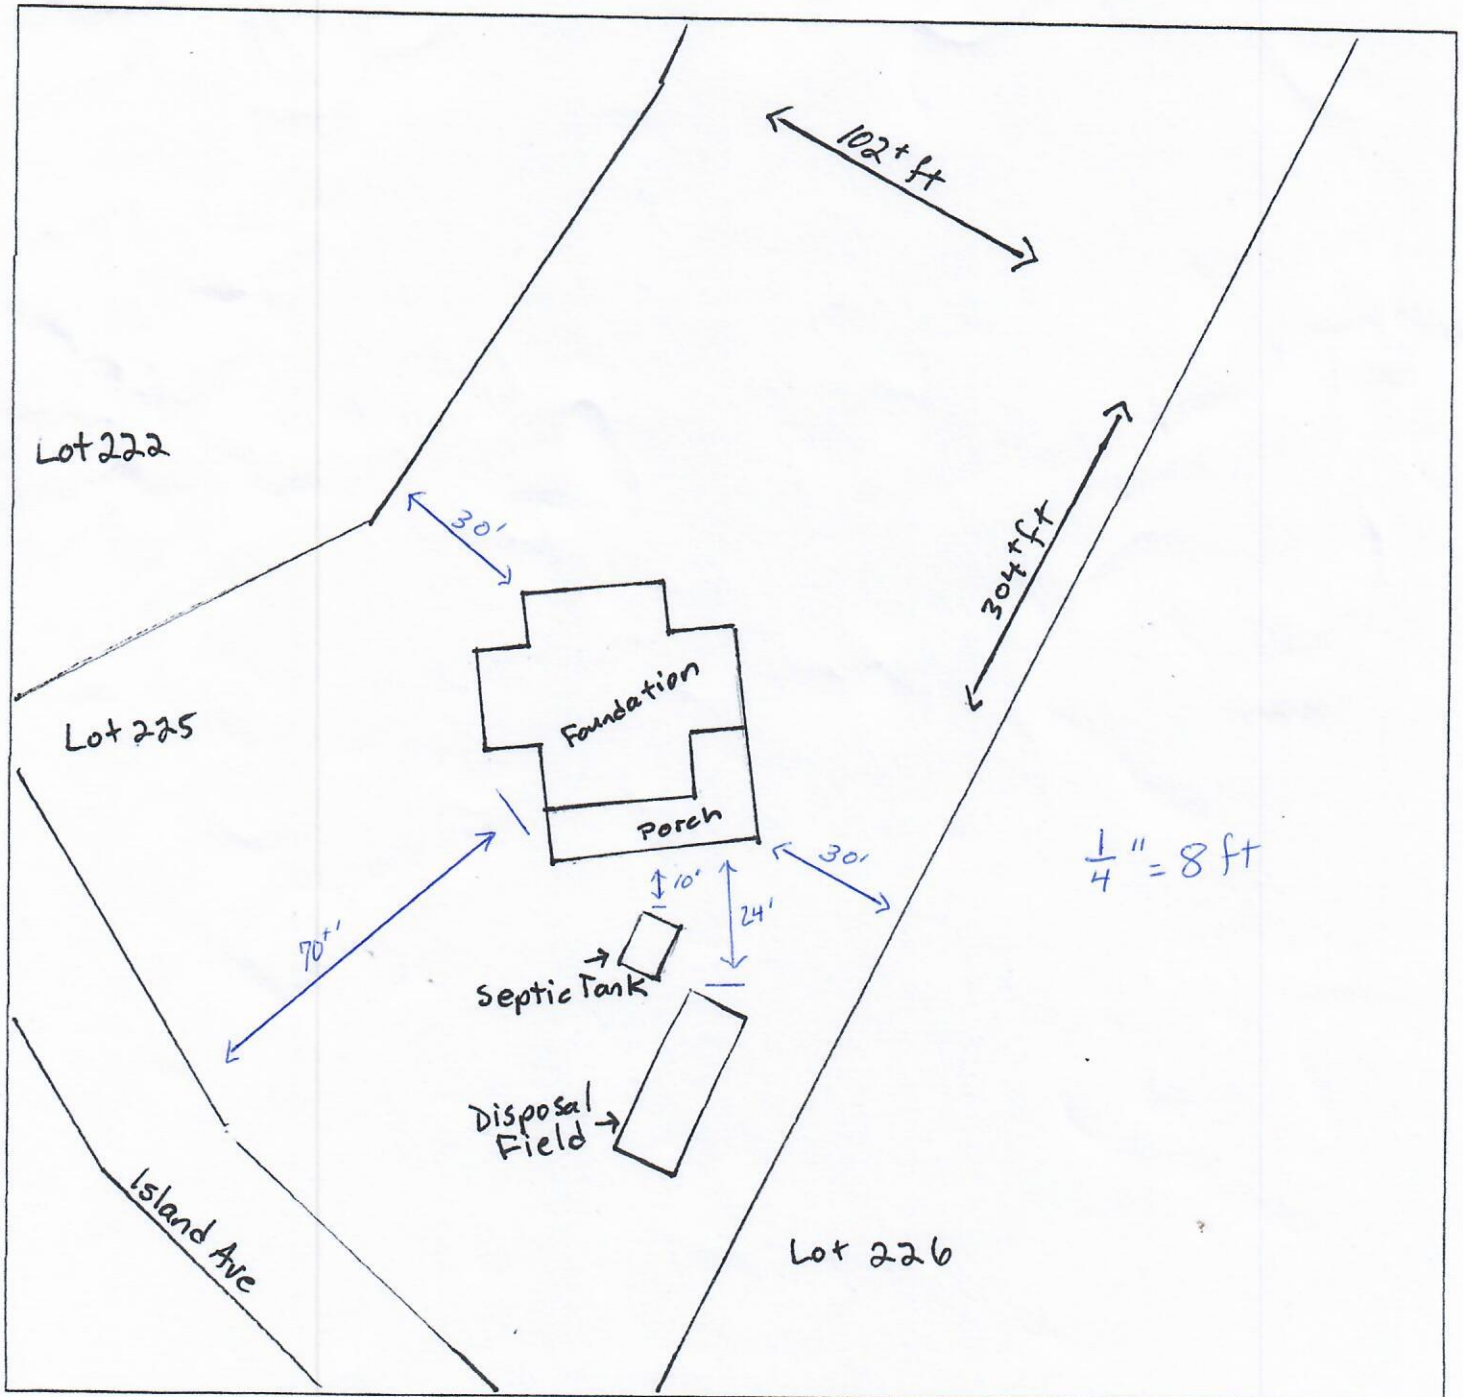 102+ ft
Lot 222
30'
304+ft
Foundation
Lot 225
Porch
30'
1/4" = 8 ft
10'
24'
70+'
Septic Tank
Disposal
Field
Island Ave
Lot 226